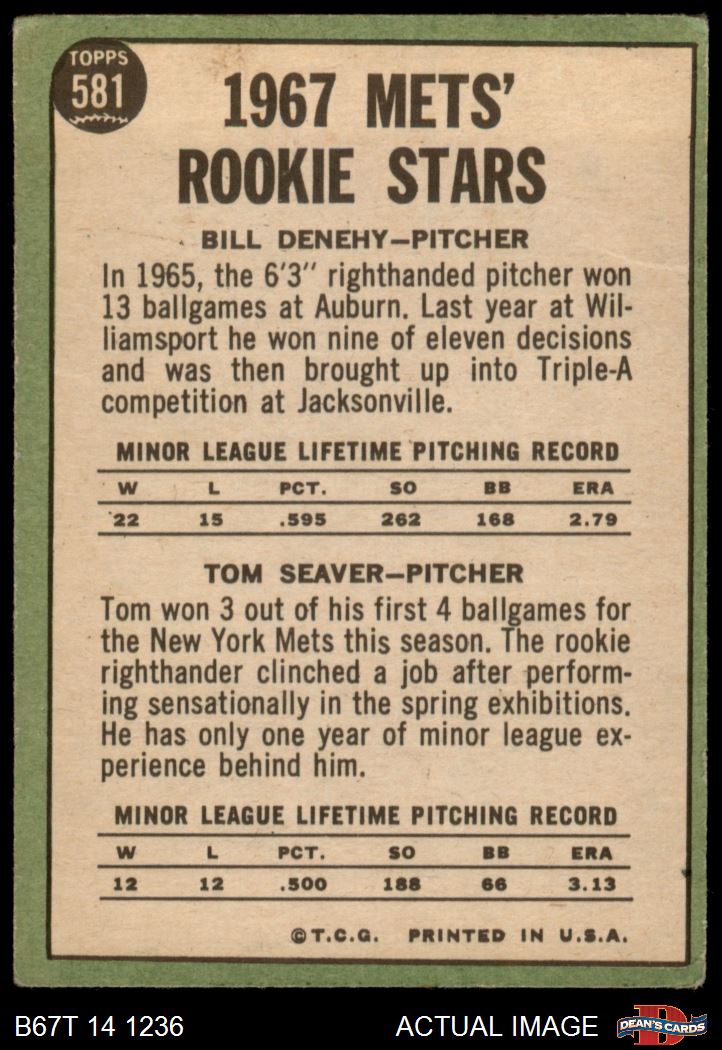 TOPPS
581
1967 METS'
ROOKIE STARS
BILL DENEHY—PITCHER
In 1965, the 6'3" righthanded pitcher won
13 ballgames at Auburn. Last year at Wil-
liamsport he won nine of eleven decisions
and was then brought up into Triple-A
competition at Jacksonville.
MINOR LEAGUE LIFETIME PITCHING RECORD
W L PCT. SO BB ERA
22 15 .595 262 168 2.79
TOM SEAVER—PITCHER
Tom won 3 out of his first 4 ballgames for
the New York Mets this season. The rookie
righthander clinched a job after perform-
ing sensationally in the spring exhibitions.
He has only one year of minor league ex-
perience behind him.
MINOR LEAGUE LIFETIME PITCHING RECORD
W L PCT. SO BB ERA
12 12 .500 188 66 3.13
©T.C.G. PRINTED IN U.S.A.
B67T 14 1236 ACTUAL IMAGE D DEAN'S CARDS